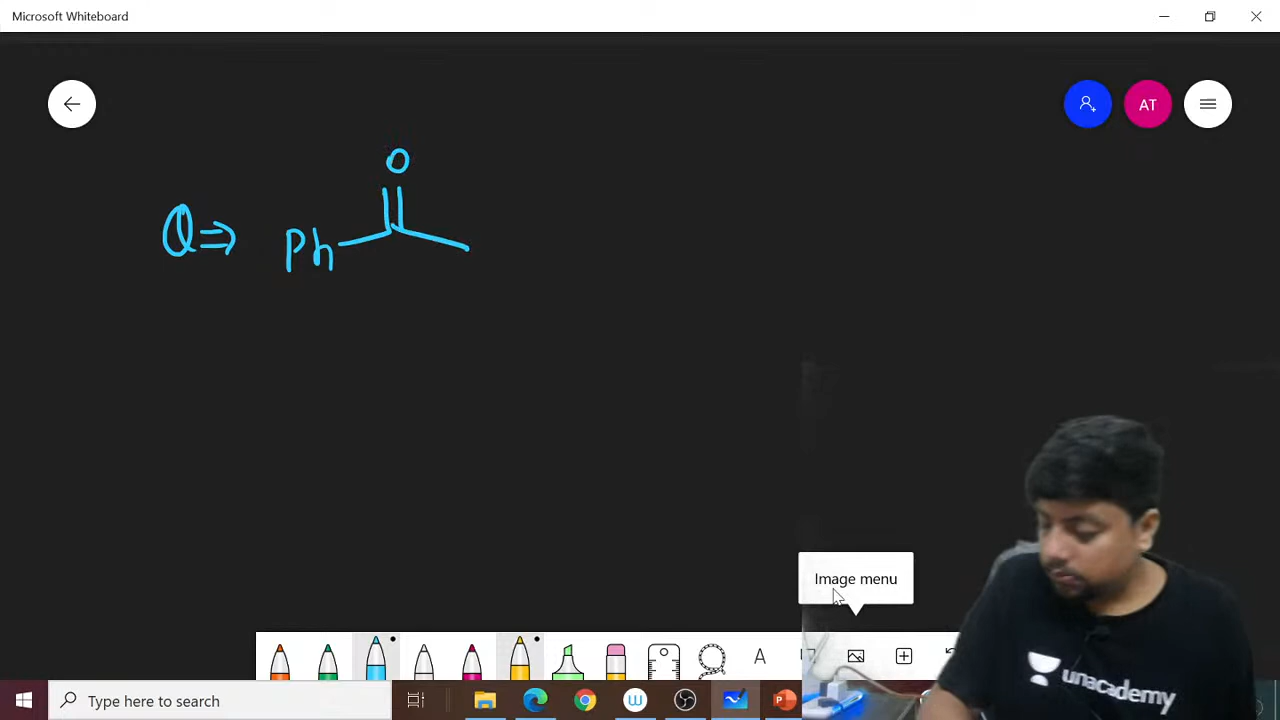 Microsoft Whiteboard
AT
O
Q⇒ Ph
Image menu
A
unacademy
Type here to search